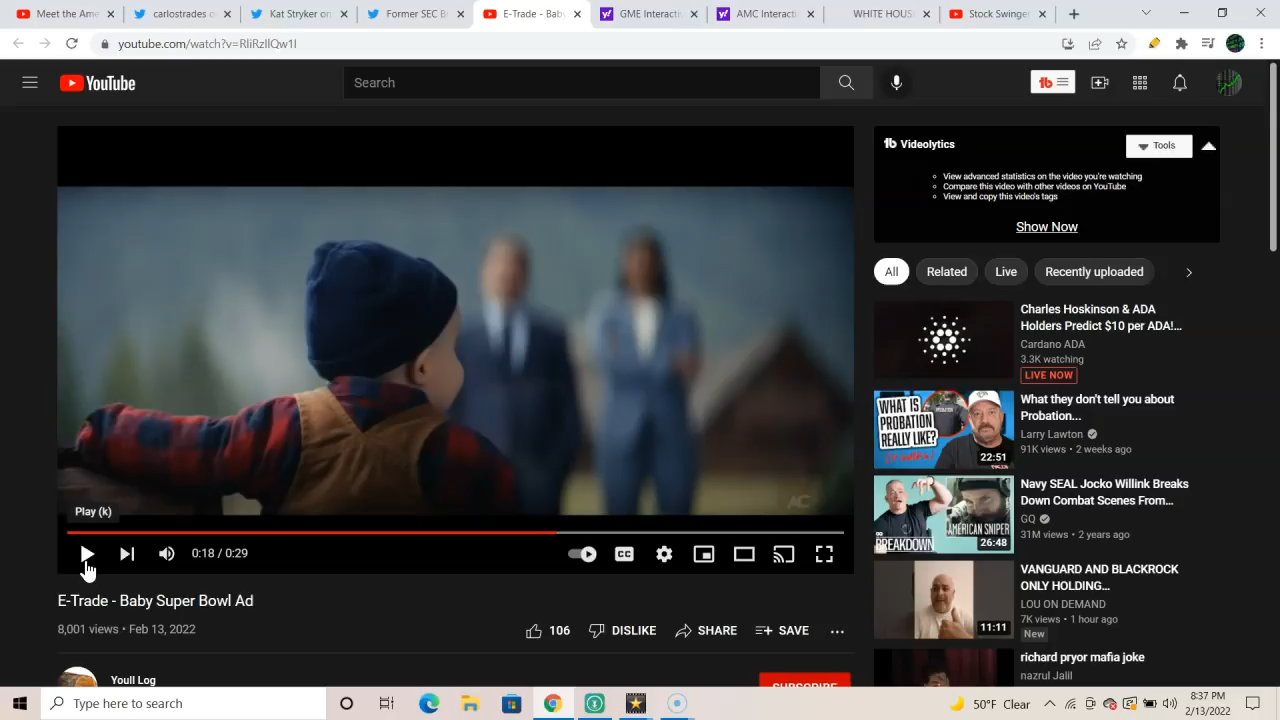 Meet the Ame
carlostrades o
Kat Stryker on
Former SEC B
E-Trade - Bab
GME Interacti
AMC Interacti
WHITE HOUS
Stock Swinger
youtube.com/watch?v=RliRzIlQw1I
YouTube
Search
tb
tb Videolytics
Tools
View advanced statistics on the video you're watching
Compare this video with other videos on YouTube
View and copy this video's tags
Show Now
All
Related
Live
Recently uploaded
Charles Hoskinson & ADA
Holders Predict $10 per ADA!...
Cardano ADA
3.3K watching
LIVE NOW
WHAT IS
PROBATION
REALLY LIKE?
22:51
What they don't tell you about
Probation...
Larry Lawton
91K views • 2 weeks ago
BREAKDOWN
AMERICAN SNIPER
26:48
Navy SEAL Jocko Willink Breaks
Down Combat Scenes From...
GQ
31M views • 2 years ago
11:11
VANGUARD AND BLACKROCK
ONLY HOLDING...
LOU ON DEMAND
7K views • 1 hour ago
New
richard pryor mafia joke
nazrul Jalil
AC
Play (k)
0:18 / 0:29
CC
E-Trade - Baby Super Bowl Ad
8,001 views • Feb 13, 2022
106
DISLIKE
SHARE
SAVE
Youll Log
SUBSCRIBE
Type here to search
50°F Clear
8:37 PM
2/13/2022